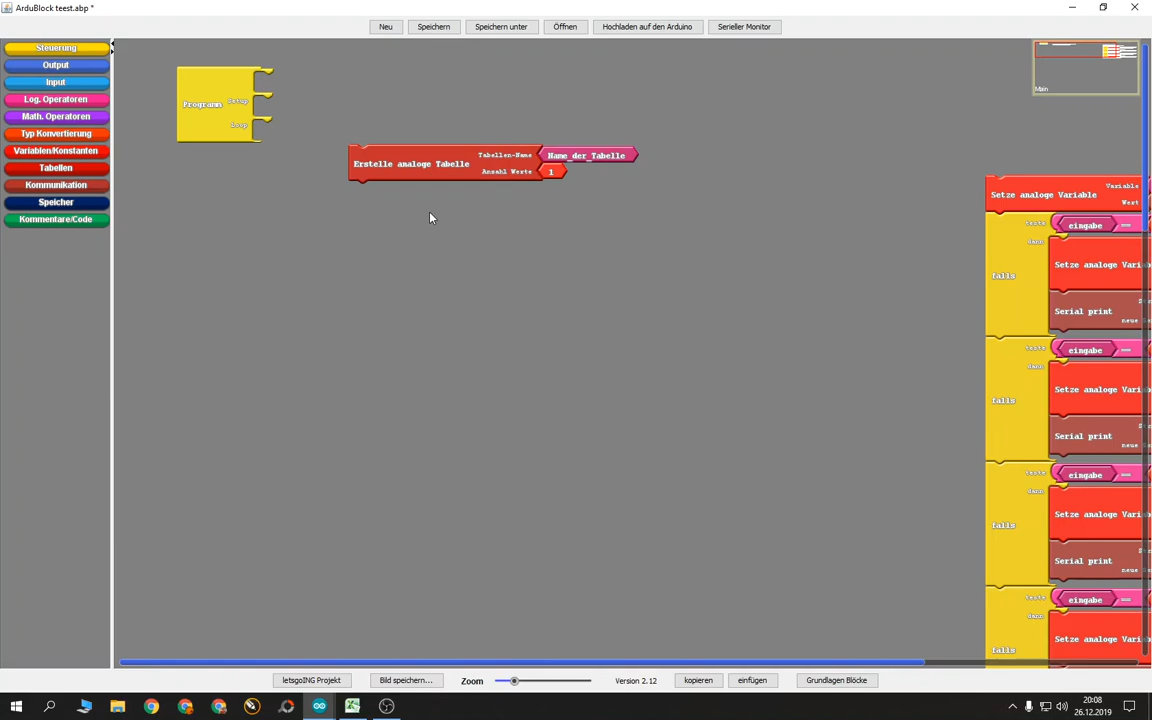 ArduBlock teest.abp *
Neu
Speichern
Speichern unter
Öffnen
Hochladen auf den Arduino
Serieller Monitor
Steuerung
Output
Input
Log. Operatoren
Math. Operatoren
Typ Konvertierung
Variablen/Konstanten
Tabellen
Kommunikation
Speicher
Kommentare/Code
Main
Programm
Setup
Loop
Erstelle analoge Tabelle
Tabellen-Name
Name_der_Tabelle
Anzahl Werte
1
Setze analoge Variable
Variable
Wert
falls
teste
eingabe ==
dann
Setze analoge Varia
Serial print
neue
falls
teste
eingabe ==
dann
Setze analoge Varia
Serial print
neue
falls
teste
eingabe ==
dann
Setze analoge Varia
Serial print
neue
falls
teste
eingabe ==
dann
Setze analoge Varia
letsgoING Projekt
Bild speichern...
Zoom
Version 2.12
kopieren
einfügen
Grundlagen Blöcke
20:08
26.12.2019